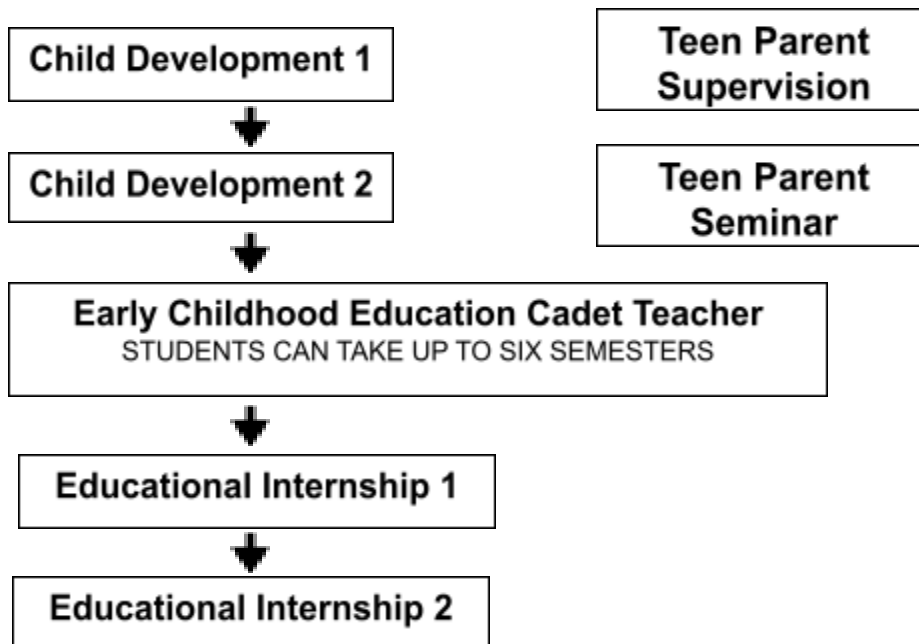 Child Development 1
Child Development 2
Early Childhood Education Cadet Teacher
STUDENTS CAN TAKE UP TO SIX SEMESTERS
Educational Internship 1
Educational Internship 2
Teen Parent
Supervision
Teen Parent
Seminar